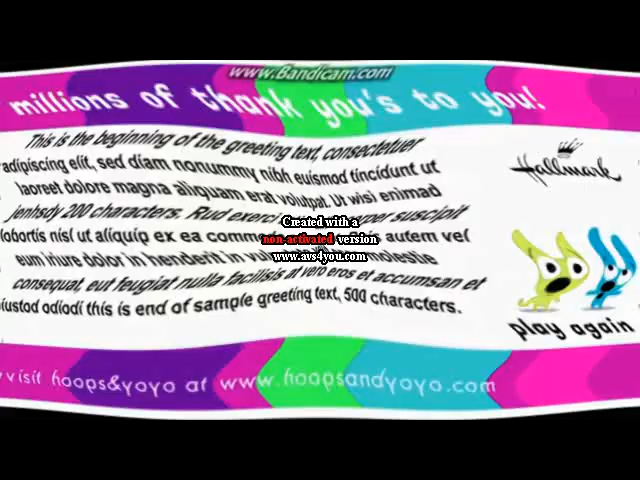 www.Bandicam.com
millions of thank you's to you!
This is the beginning of the greeting text, consectetuer
adipiscing elit, sed diam nonummy nibh euismod tincidunt ut
laoreet dolore magna aliquam erat volutpat. Ut wisi enimad
jenhsdy 200 characters. Rud exerci suscipit
lobortis nisl ut aliquip ex ea autem vel
eum iriure dolor in henderit in molestie
consequat, eut feugiat nulla facilisis at vero eros et accumsan et
iustod odiodi this is end of sample greeting text, 500 characters.
Created with a
non-activated version
www.avs4you.com
Hallmark
play again
visit hoops&yoyo at www.hoopsandyoyo.com